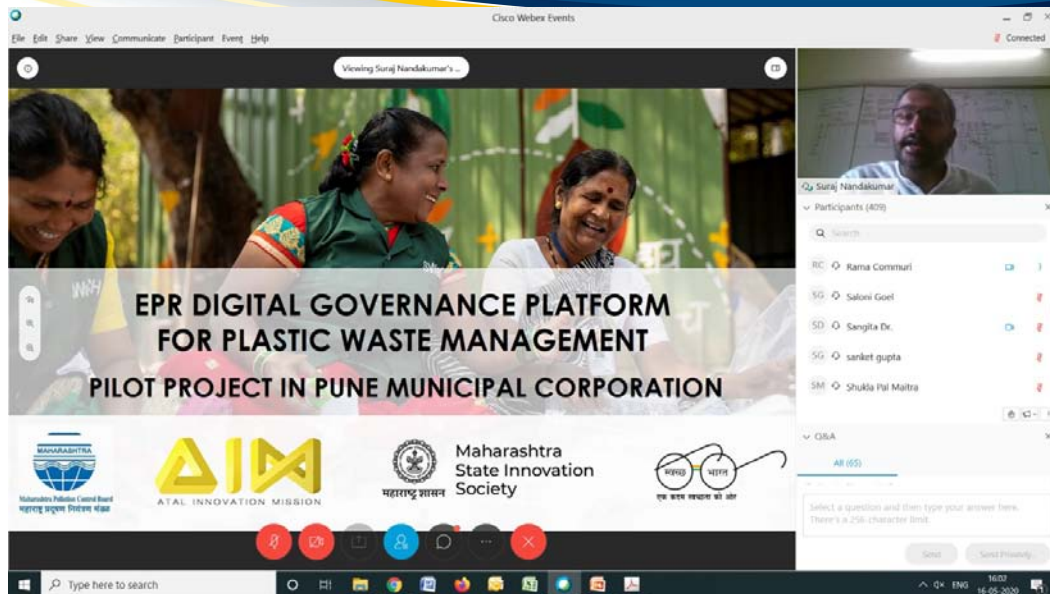 Cisco Webex Events
File Edit Share View Communicate Participant Event Help
Connected
Viewing Suraj Nandakumar's ...
Suraj Nandakumar
Participants (409)
Search
RC Rama Commuri
SG Saloni Goel
SD Sangita Dr.
SG sanket gupta
SM Shukla Pal Maitra
EPR DIGITAL GOVERNANCE PLATFORM
FOR PLASTIC WASTE MANAGEMENT
PILOT PROJECT IN PUNE MUNICIPAL CORPORATION
MAHARASHTRA
Maharashtra Pollution Control Board
महाराष्ट्र प्रदूषण नियंत्रण मंडळ
AIM
ATAL INNOVATION MISSION
महाराष्ट्र शासन
Maharashtra
State Innovation
Society
स्वच्छ भारत
एक कदम स्वच्छता की ओर
Q&A
All (65)
Select a question and then type your answer here.
There's a 256 character limit.
Send Send Privately...
Type here to search
ENG
16:02
16-05-2020